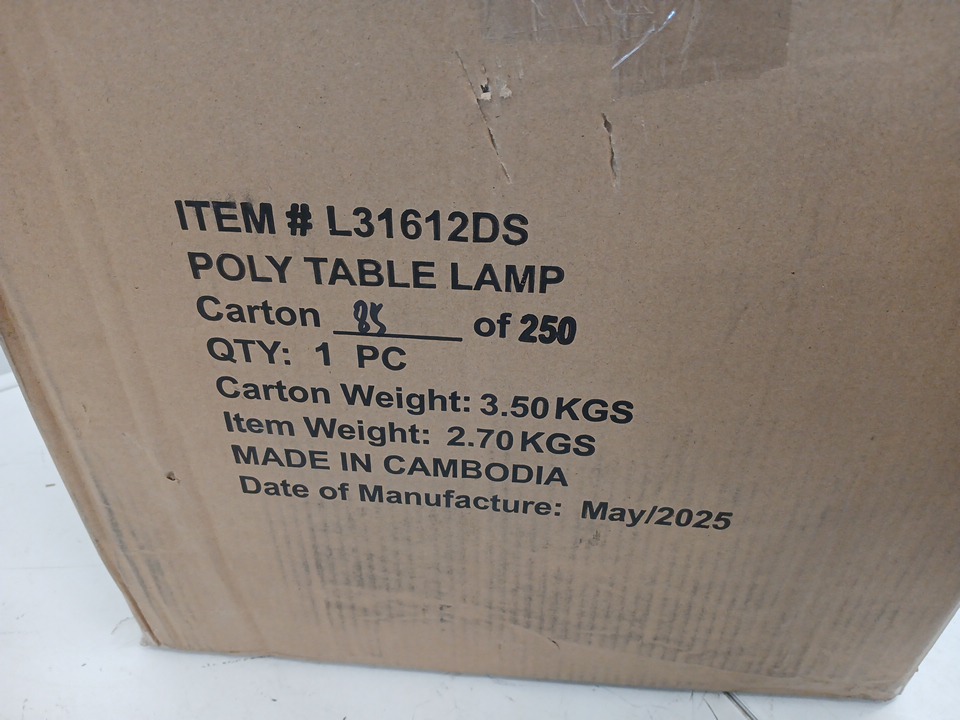 ITEM # L31612DS
POLY TABLE LAMP
Carton 85 of 250
QTY: 1 PC
Carton Weight: 3.50 KGS
Item Weight: 2.70 KGS
MADE IN CAMBODIA
Date of Manufacture: May/2025